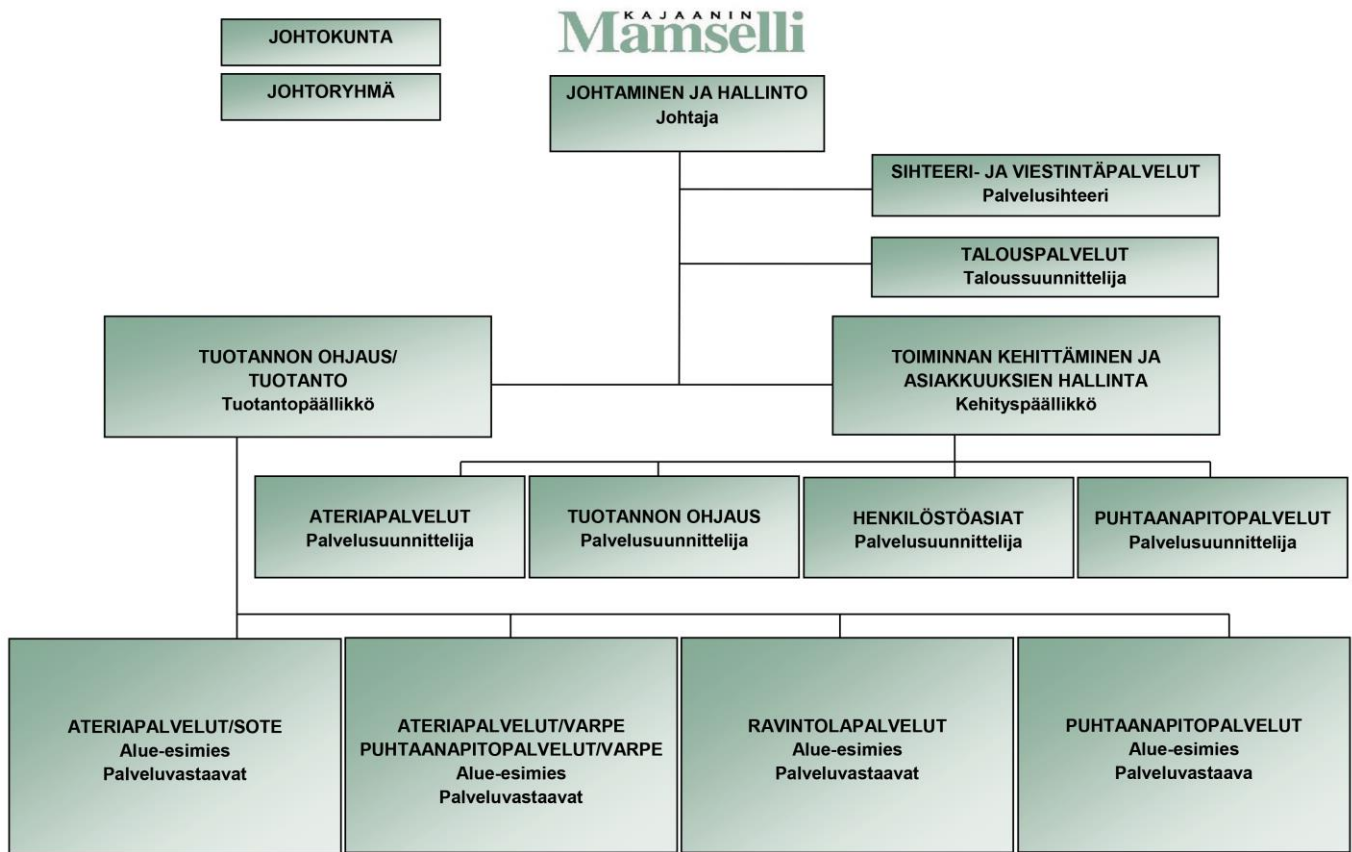 KAJAANIN
Mamselli
JOHTOKUNTA
JOHTORYHMÄ
JOHTAMINEN JA HALLINTO
Johtaja
SIHTEERI- JA VIESTINTÄPALVELUT
Palvelusihteeri
TALOUSPALVELUT
Taloussuunnittelija
TUOTANNON OHJAUS/
TUOTANTO
Tuotantopäällikkö
TOIMINNAN KEHITTÄMINEN JA
ASIAKKUUKSIEN HALLINTA
Kehityspäällikkö
ATERIAPALVELUT
Palvelusuunnittelija
TUOTANNON OHJAUS
Palvelusuunnittelija
HENKILÖSTÖASIAT
Palvelusuunnittelija
PUHTAANAPITOPALVELUT
Palvelusuunnittelija
ATERIAPALVELUT/SOTE
Alue-esimies
Palveluvastaavat
ATERIAPALVELUT/VARPE
PUHTAANAPITOPALVELUT/VARPE
Alue-esimies
Palveluvastaavat
RAVINTOLAPALVELUT
Alue-esimies
Palveluvastaavat
PUHTAANAPITOPALVELUT
Alue-esimies
Palveluvastaava